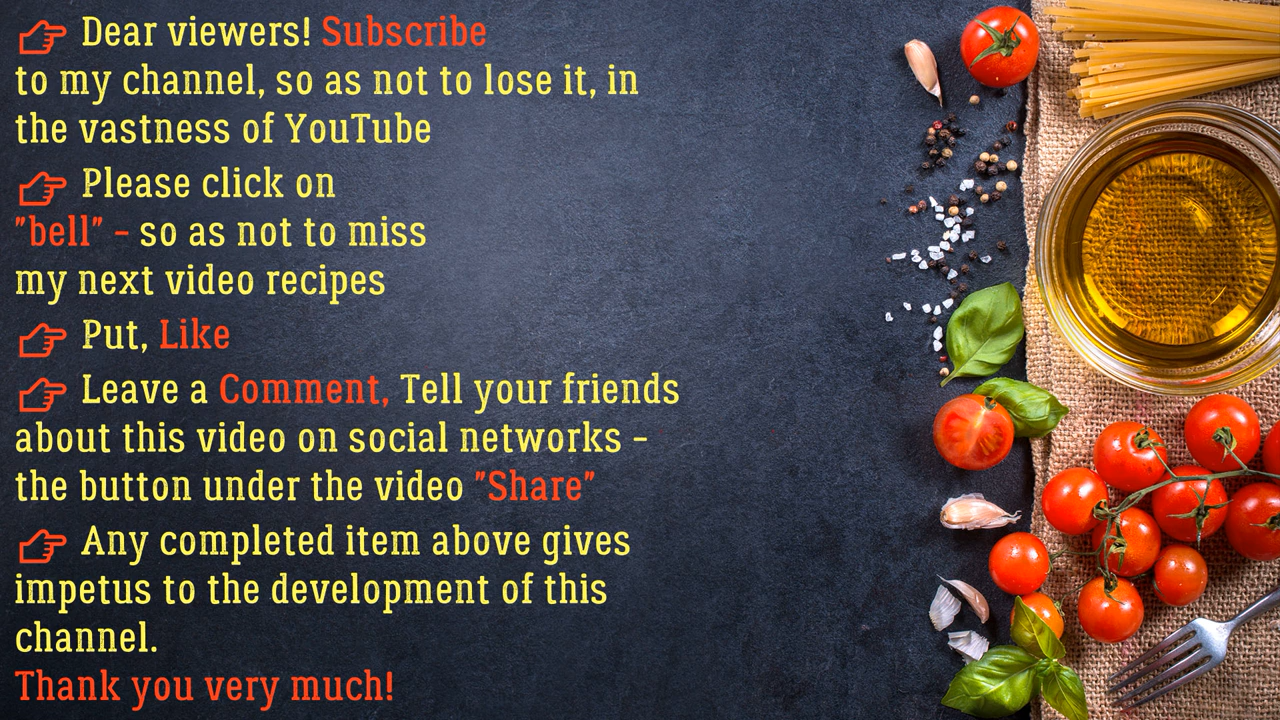 Dear viewers! Subscribe
to my channel, so as not to lose it, in
the vastness of YouTube
Please click on
"bell" - so as not to miss
my next video recipes
Put, Like
Leave a Comment, Tell your friends
about this video on social networks -
the button under the video "Share"
Any completed item above gives
impetus to the development of this
channel.
Thank you very much!